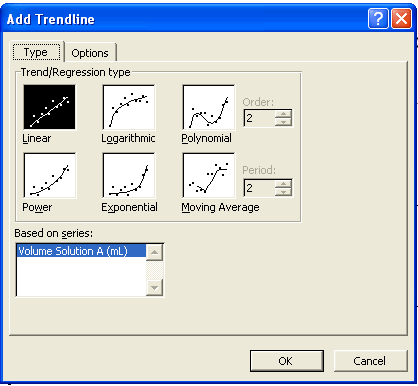 Add Trendline
Type Options
Trend/Regression type
Order:
2
Linear Logarithmic Polynomial
Period:
2
Power Exponential Moving Average
Based on series:
Volume Solution A (mL)
OK Cancel